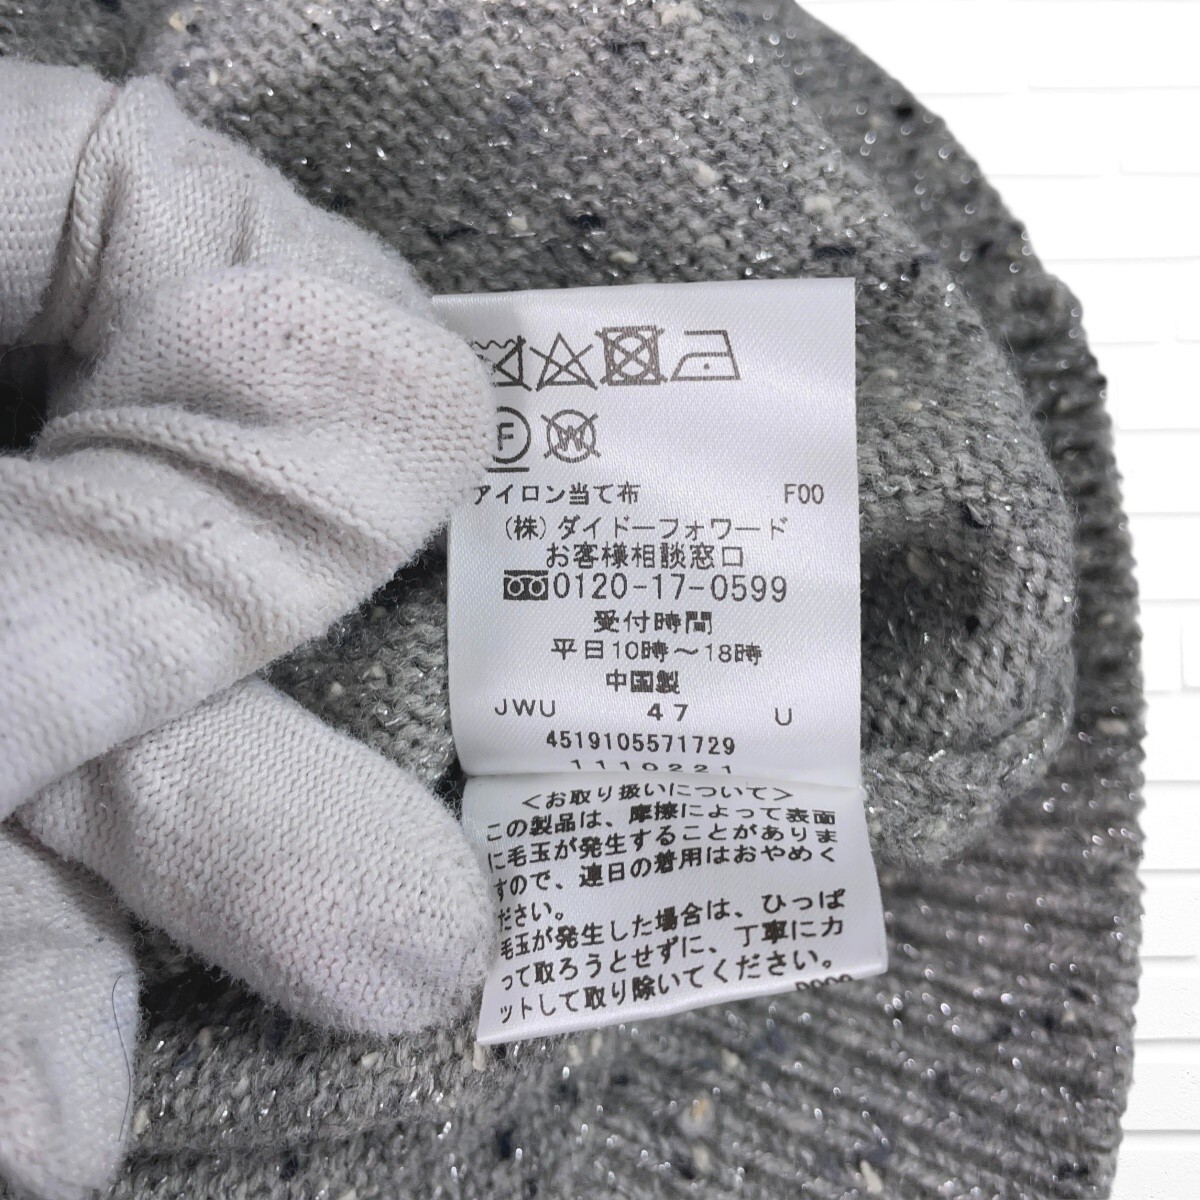 F W
アイロン当て布 F00
(株)ダイドーフォワード
お客様相談窓口
0120-17-0599
受付時間
平日10時～18時
中国製
JWU 47 U
4519105571729
1110221
＜お取り扱いについて＞
この製品は、摩擦によって表面
に毛玉が発生することがありま
すので、連日の着用はおやめく
ださい。
毛玉が発生した場合は、ひっぱ
って取ろうとせずに、丁寧にカ
ットして取り除いてください。